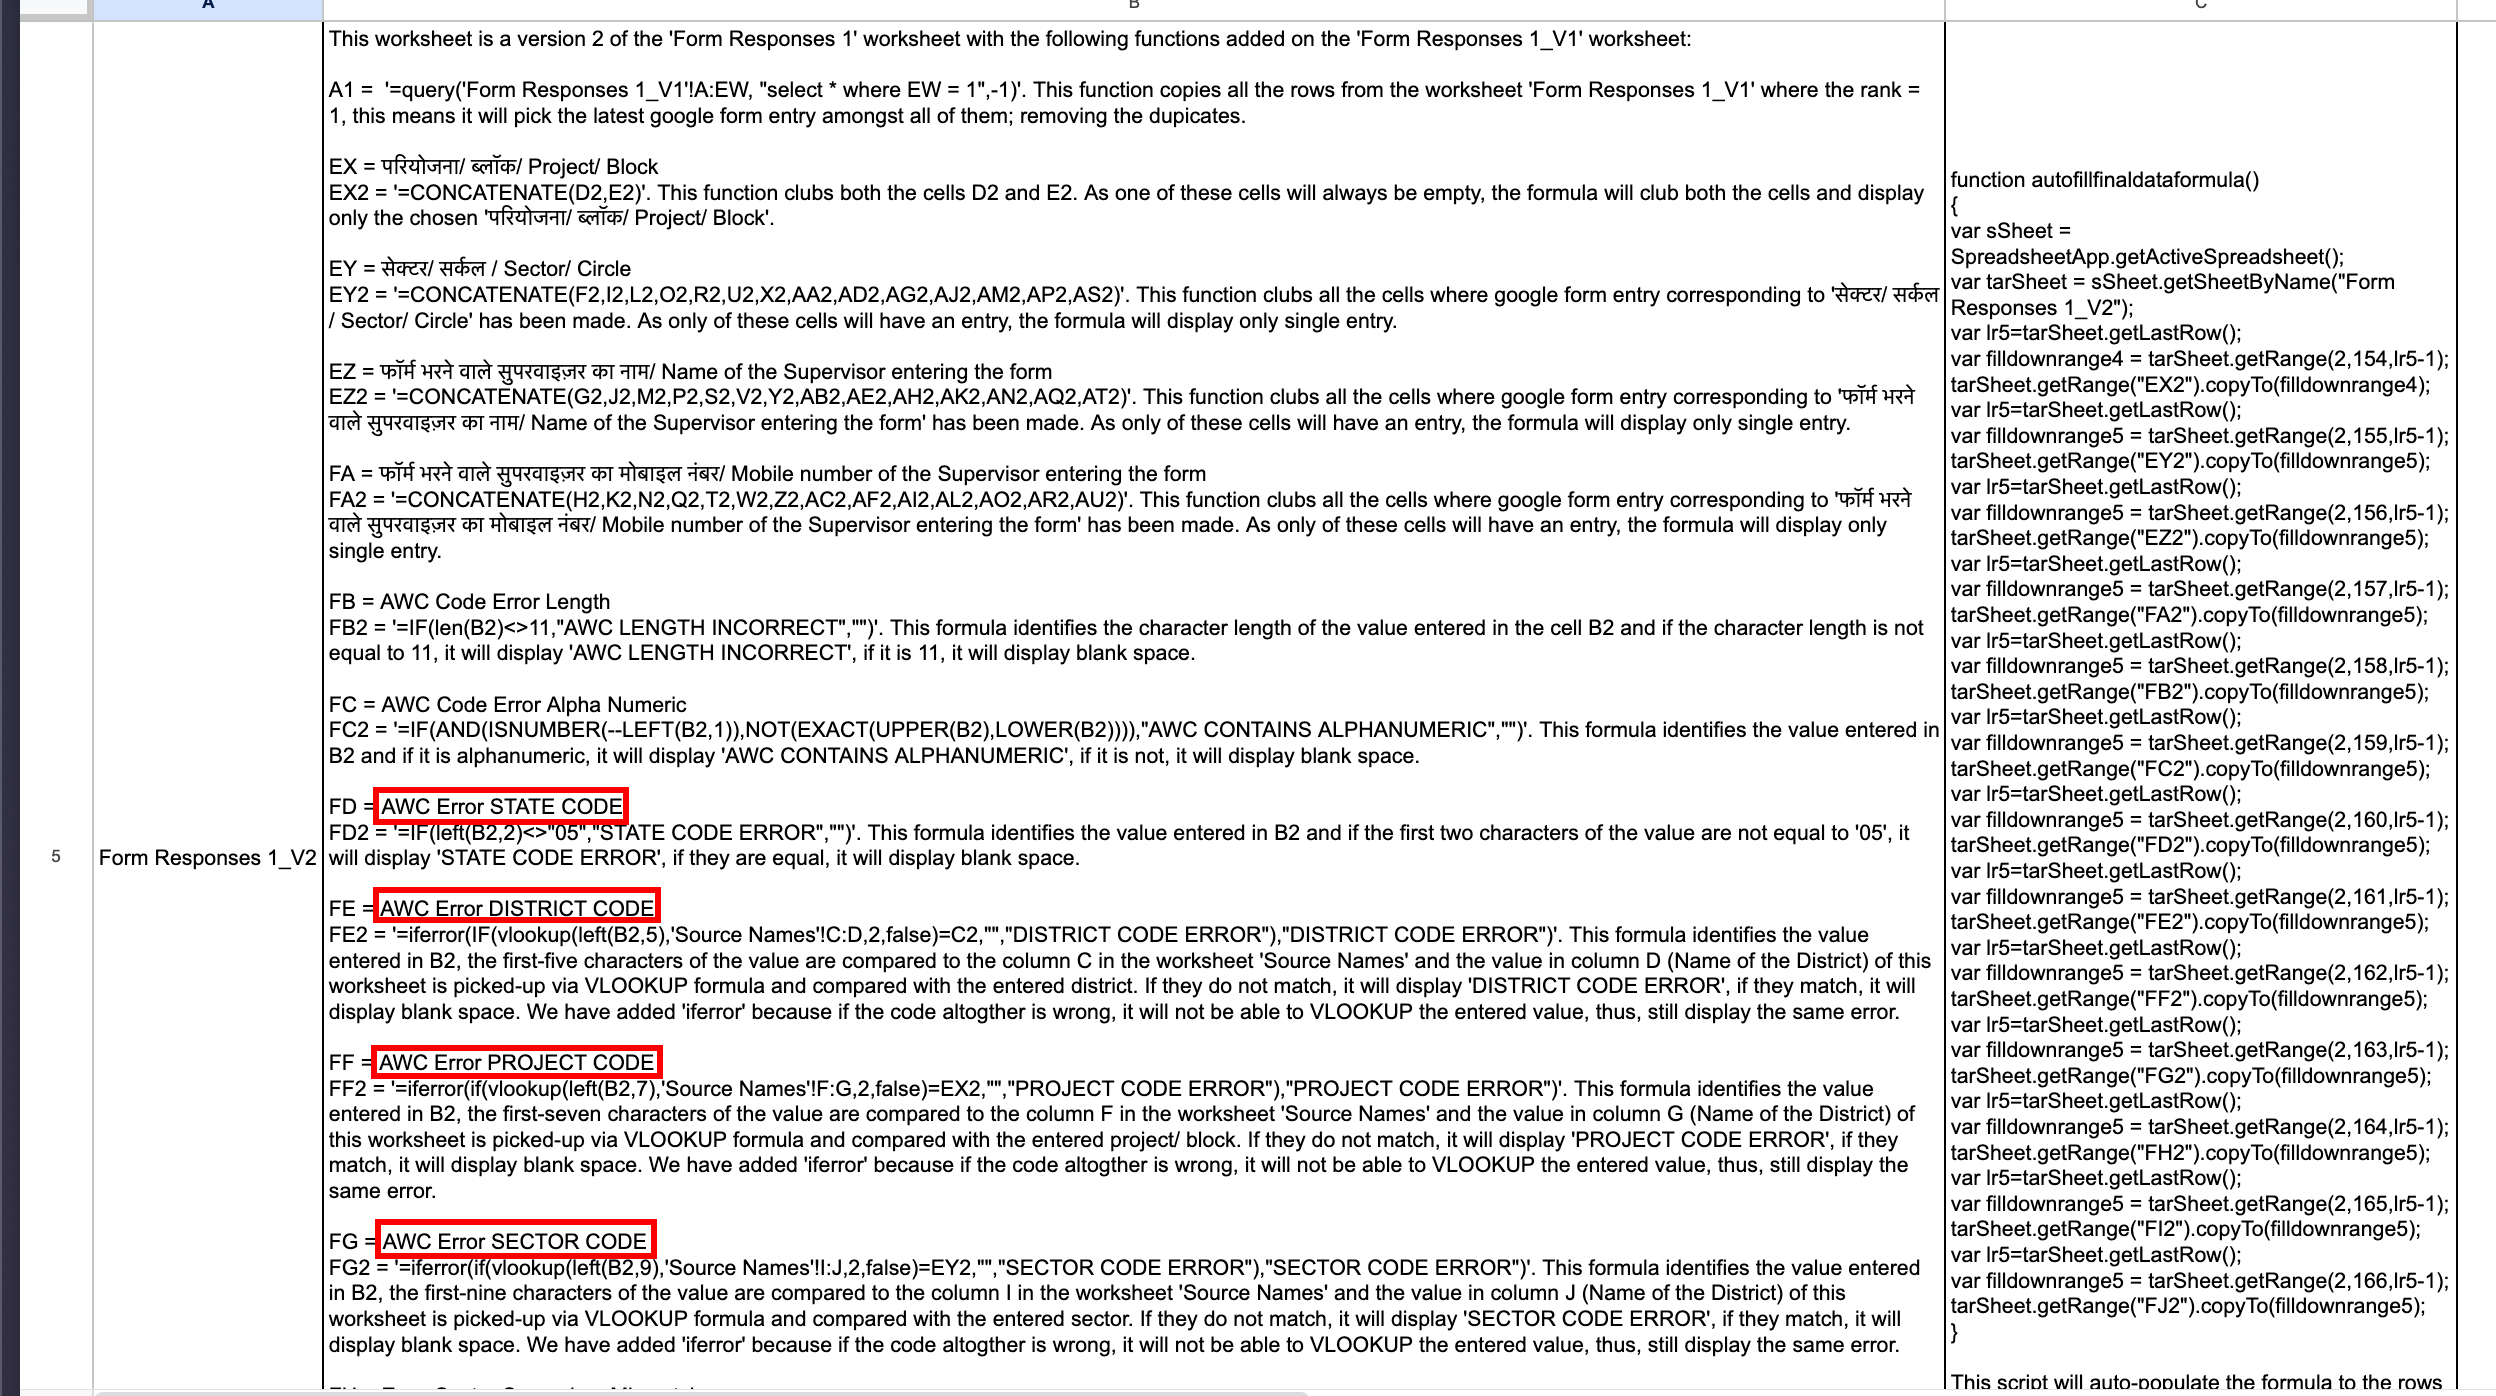 A
B
C
5
Form Responses 1_V2
This worksheet is a version 2 of the 'Form Responses 1' worksheet with the following functions added on the 'Form Responses 1_V1' worksheet:
A1 =  '=query('Form Responses 1_V1'!A:EW, "select * where EW = 1",-1)'. This function copies all the rows from the worksheet 'Form Responses 1_V1' where the rank =
1, this means it will pick the latest google form entry amongst all of them; removing the dupicates.
EX = परियोजना/ ब्लॉक/ Project/ Block
EX2 = '=CONCATENATE(D2,E2)'. This function clubs both the cells D2 and E2. As one of these cells will always be empty, the formula will club both the cells and display
only the chosen 'परियोजना/ ब्लॉक/ Project/ Block'.
EY = सेक्टर/ सर्कल / Sector/ Circle
EY2 = '=CONCATENATE(F2,I2,L2,O2,R2,U2,X2,AA2,AD2,AG2,AJ2,AM2,AP2,AS2)'. This function clubs all the cells where google form entry corresponding to 'सेक्टर/ सर्कल
/ Sector/ Circle' has been made. As only of these cells will have an entry, the formula will display only single entry.
EZ = फॉर्म भरने वाले सुपरवाइज़र का नाम/ Name of the Supervisor entering the form
EZ2 = '=CONCATENATE(G2,J2,M2,P2,S2,V2,Y2,AB2,AE2,AH2,AK2,AN2,AQ2,AT2)'. This function clubs all the cells where google form entry corresponding to 'फॉर्म भरने
वाले सुपरवाइज़र का नाम/ Name of the Supervisor entering the form' has been made. As only of these cells will have an entry, the formula will display only single entry.
FA = फॉर्म भरने वाले सुपरवाइज़र का मोबाइल नंबर/ Mobile number of the Supervisor entering the form
FA2 = '=CONCATENATE(H2,K2,N2,Q2,T2,W2,Z2,AC2,AF2,AI2,AL2,AO2,AR2,AU2)'. This function clubs all the cells where google form entry corresponding to 'फॉर्म भरने
वाले सुपरवाइज़र का मोबाइल नंबर/ Mobile number of the Supervisor entering the form' has been made. As only of these cells will have an entry, the formula will display only
single entry.
FB = AWC Code Error Length
FB2 = '=IF(len(B2)<>11,"AWC LENGTH INCORRECT","")'. This formula identifies the character length of the value entered in the cell B2 and if the character length is not
equal to 11, it will display 'AWC LENGTH INCORRECT', if it is 11, it will display blank space.
FC = AWC Code Error Alpha Numeric
FC2 = '=IF(AND(ISNUMBER(--LEFT(B2,1)),NOT(EXACT(UPPER(B2),LOWER(B2)))),"AWC CONTAINS ALPHANUMERIC","")'. This formula identifies the value entered in
B2 and if it is alphanumeric, it will display 'AWC CONTAINS ALPHANUMERIC', if it is not, it will display blank space.
FD = AWC Error STATE CODE
FD2 = '=IF(left(B2,2)<>"05","STATE CODE ERROR","")'. This formula identifies the value entered in B2 and if the first two characters of the value are not equal to '05', it
will display 'STATE CODE ERROR', if they are equal, it will display blank space.
FE = AWC Error DISTRICT CODE
FE2 = '=iferror(IF(vlookup(left(B2,5),'Source Names'!C:D,2,false)=C2,"","DISTRICT CODE ERROR"),"DISTRICT CODE ERROR")'. This formula identifies the value
entered in B2, the first-five characters of the value are compared to the column C in the worksheet 'Source Names' and the value in column D (Name of the District) of this
worksheet is picked-up via VLOOKUP formula and compared with the entered district. If they do not match, it will display 'DISTRICT CODE ERROR', if they match, it will
display blank space. We have added 'iferror' because if the code altogther is wrong, it will not be able to VLOOKUP the entered value, thus, still display the same error.
FF = AWC Error PROJECT CODE
FF2 = '=iferror(if(vlookup(left(B2,7),'Source Names'!F:G,2,false)=EX2,"","PROJECT CODE ERROR"),"PROJECT CODE ERROR")'. This formula identifies the value
entered in B2, the first-seven characters of the value are compared to the column F in the worksheet 'Source Names' and the value in column G (Name of the District) of
this worksheet is picked-up via VLOOKUP formula and compared with the entered project/ block. If they do not match, it will display 'PROJECT CODE ERROR', if they
match, it will display blank space. We have added 'iferror' because if the code altogther is wrong, it will not be able to VLOOKUP the entered value, thus, still display the
same error.
FG = AWC Error SECTOR CODE
FG2 = '=iferror(if(vlookup(left(B2,9),'Source Names'!I:J,2,false)=EY2,"","SECTOR CODE ERROR"),"SECTOR CODE ERROR")'. This formula identifies the value entered
in B2, the first-nine characters of the value are compared to the column I in the worksheet 'Source Names' and the value in column J (Name of the District) of this
worksheet is picked-up via VLOOKUP formula and compared with the entered sector. If they do not match, it will display 'SECTOR CODE ERROR', if they match, it will
display blank space. We have added 'iferror' because if the code altogther is wrong, it will not be able to VLOOKUP the entered value, thus, still display the same error.
function autofillfinaldataformula()
{
var sSheet =
SpreadsheetApp.getActiveSpreadsheet();
var tarSheet = sSheet.getSheetByName("Form
Responses 1_V2");
var lr5=tarSheet.getLastRow();
var filldownrange4 = tarSheet.getRange(2,154,lr5-1);
tarSheet.getRange("EX2").copyTo(filldownrange4);
var lr5=tarSheet.getLastRow();
var filldownrange5 = tarSheet.getRange(2,155,lr5-1);
tarSheet.getRange("EY2").copyTo(filldownrange5);
var lr5=tarSheet.getLastRow();
var filldownrange5 = tarSheet.getRange(2,156,lr5-1);
tarSheet.getRange("EZ2").copyTo(filldownrange5);
var lr5=tarSheet.getLastRow();
var filldownrange5 = tarSheet.getRange(2,157,lr5-1);
tarSheet.getRange("FA2").copyTo(filldownrange5);
var lr5=tarSheet.getLastRow();
var filldownrange5 = tarSheet.getRange(2,158,lr5-1);
tarSheet.getRange("FB2").copyTo(filldownrange5);
var lr5=tarSheet.getLastRow();
var filldownrange5 = tarSheet.getRange(2,159,lr5-1);
tarSheet.getRange("FC2").copyTo(filldownrange5);
var lr5=tarSheet.getLastRow();
var filldownrange5 = tarSheet.getRange(2,160,lr5-1);
tarSheet.getRange("FD2").copyTo(filldownrange5);
var lr5=tarSheet.getLastRow();
var filldownrange5 = tarSheet.getRange(2,161,lr5-1);
tarSheet.getRange("FE2").copyTo(filldownrange5);
var lr5=tarSheet.getLastRow();
var filldownrange5 = tarSheet.getRange(2,162,lr5-1);
tarSheet.getRange("FF2").copyTo(filldownrange5);
var lr5=tarSheet.getLastRow();
var filldownrange5 = tarSheet.getRange(2,163,lr5-1);
tarSheet.getRange("FG2").copyTo(filldownrange5);
var lr5=tarSheet.getLastRow();
var filldownrange5 = tarSheet.getRange(2,164,lr5-1);
tarSheet.getRange("FH2").copyTo(filldownrange5);
var lr5=tarSheet.getLastRow();
var filldownrange5 = tarSheet.getRange(2,165,lr5-1);
tarSheet.getRange("FI2").copyTo(filldownrange5);
var lr5=tarSheet.getLastRow();
var filldownrange5 = tarSheet.getRange(2,166,lr5-1);
tarSheet.getRange("FJ2").copyTo(filldownrange5);
}
This script will auto-populate the formula to the rows